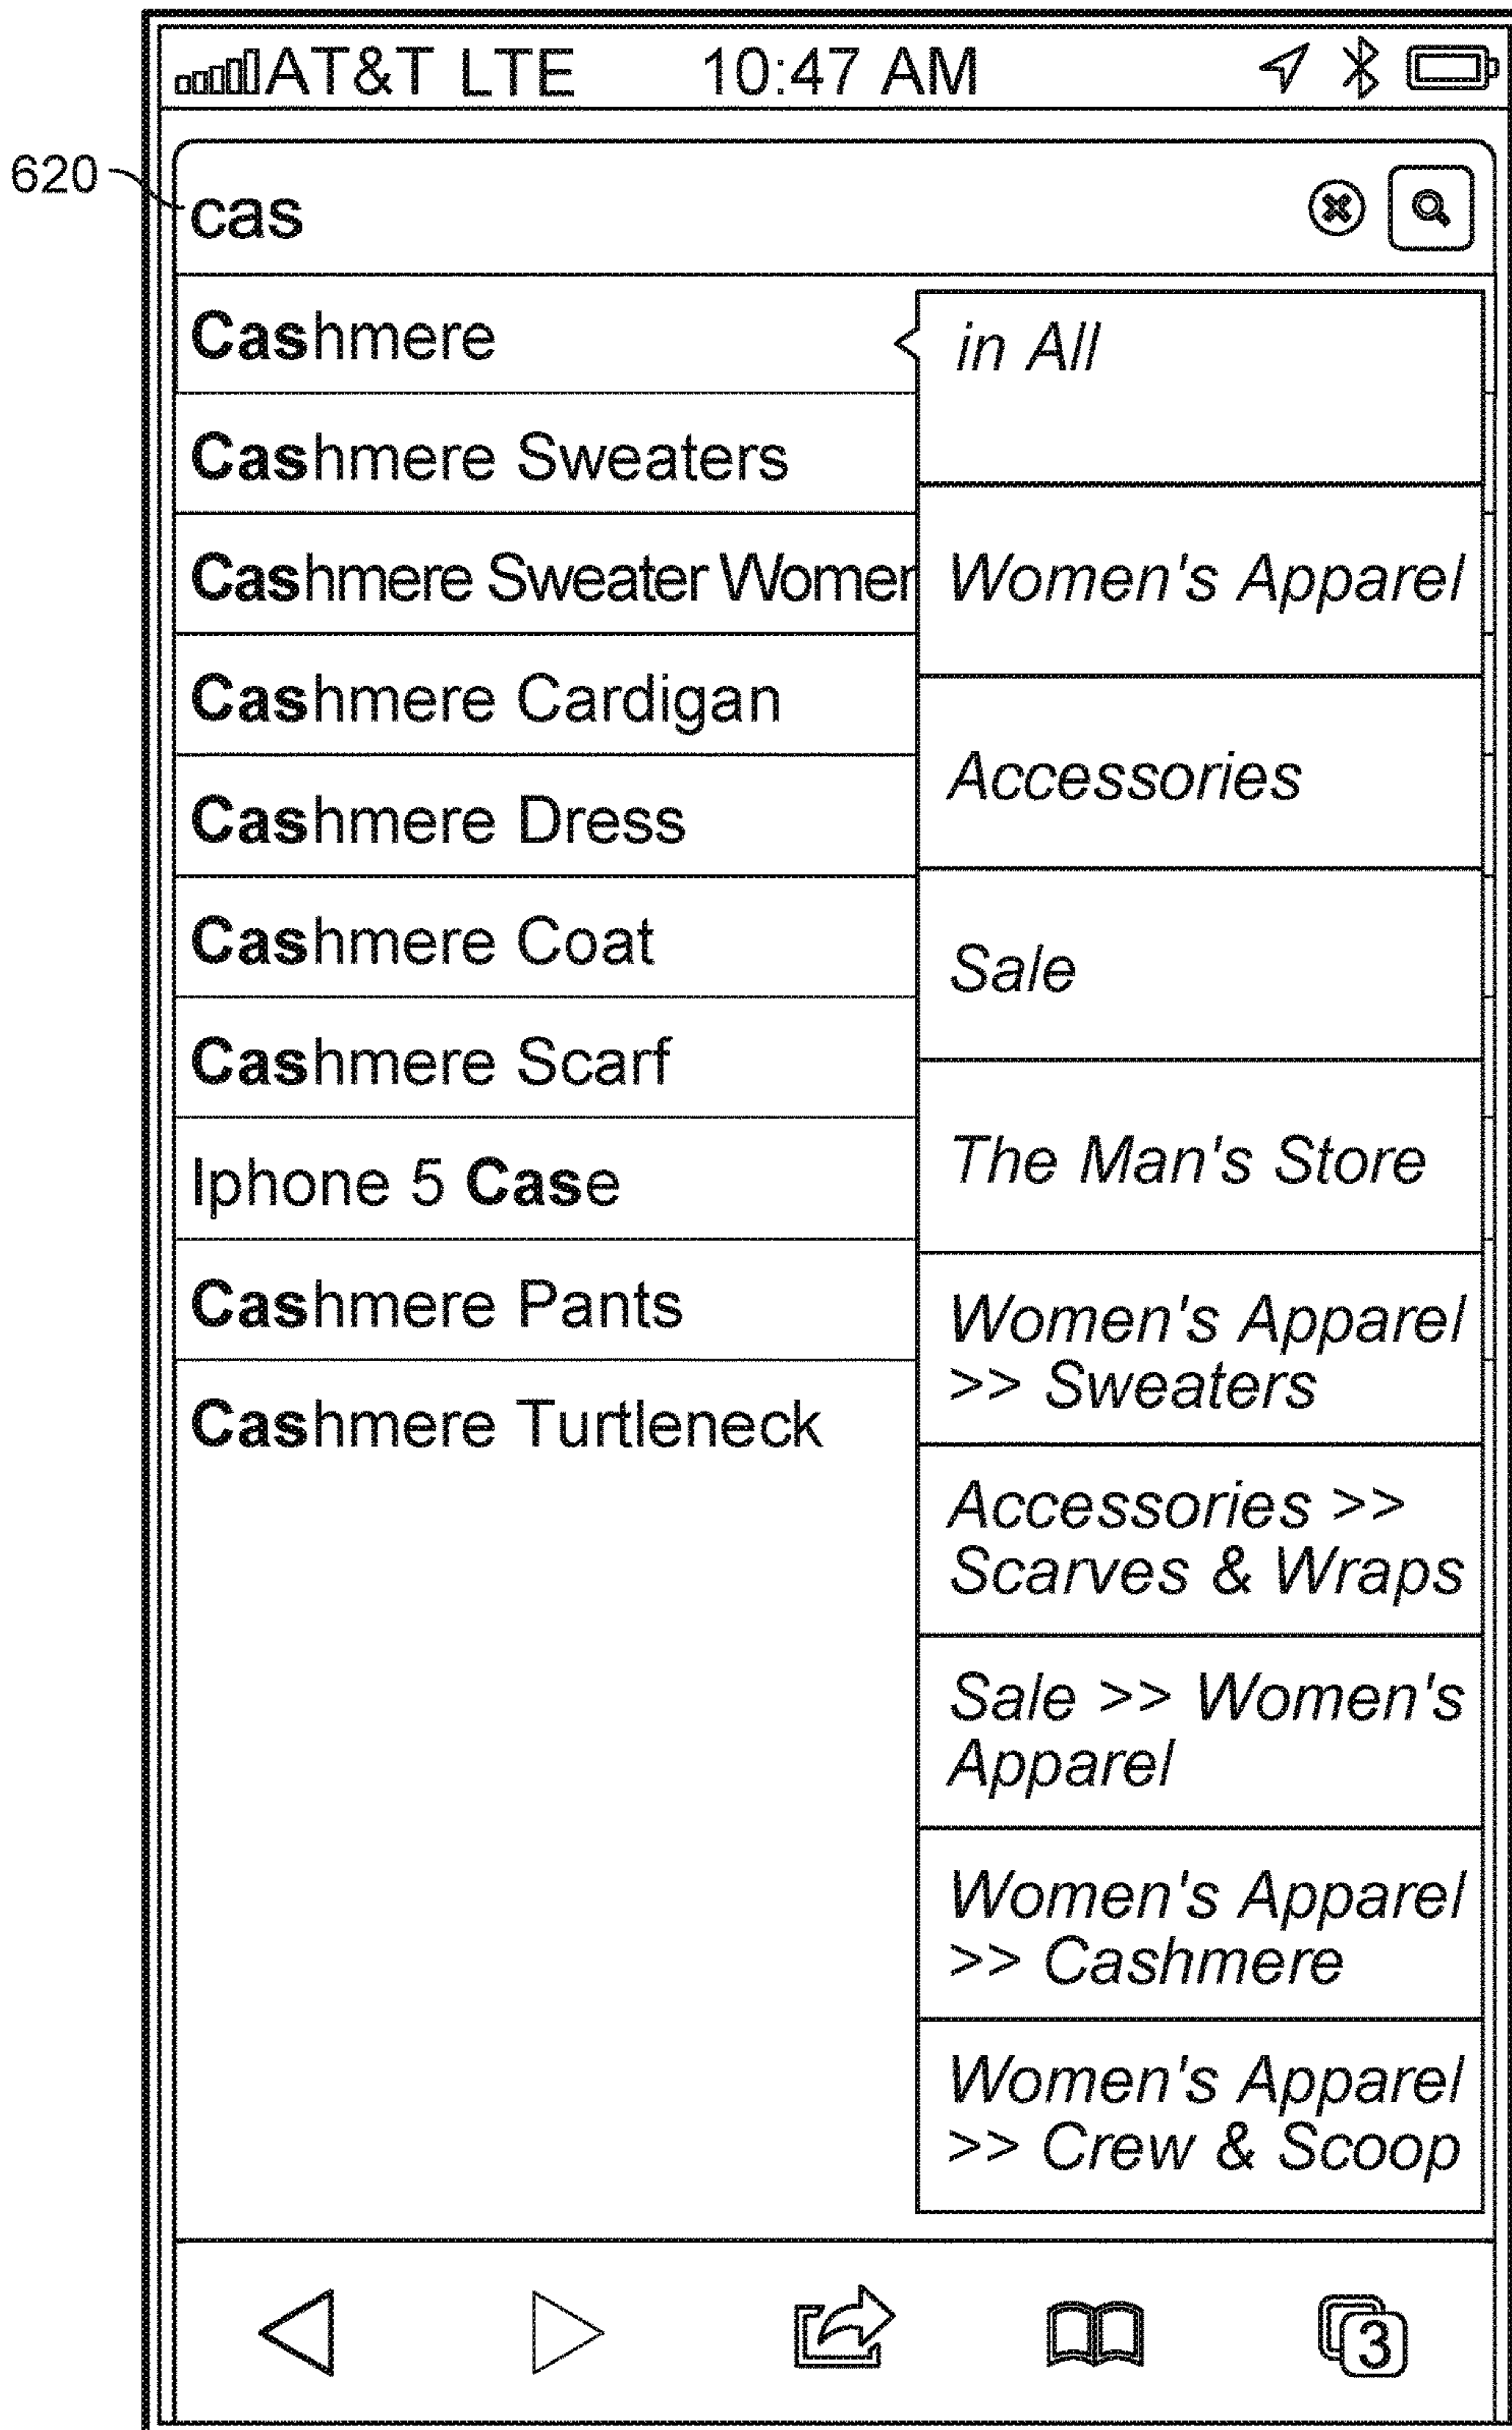 AT&T LTE 10:47 AM
620
cas
Cashmere
Cashmere Sweaters
Cashmere Sweater Women
Cashmere Cardigan
Cashmere Dress
Cashmere Coat
Cashmere Scarf
Iphone 5 Case
Cashmere Pants
Cashmere Turtleneck
in All
Women's Apparel
Accessories
Sale
The Man's Store
Women's Apparel
>> Sweaters
Accessories >>
Scarves & Wraps
Sale >> Women's
Apparel
Women's Apparel
>> Cashmere
Women's Apparel
>> Crew & Scoop
3